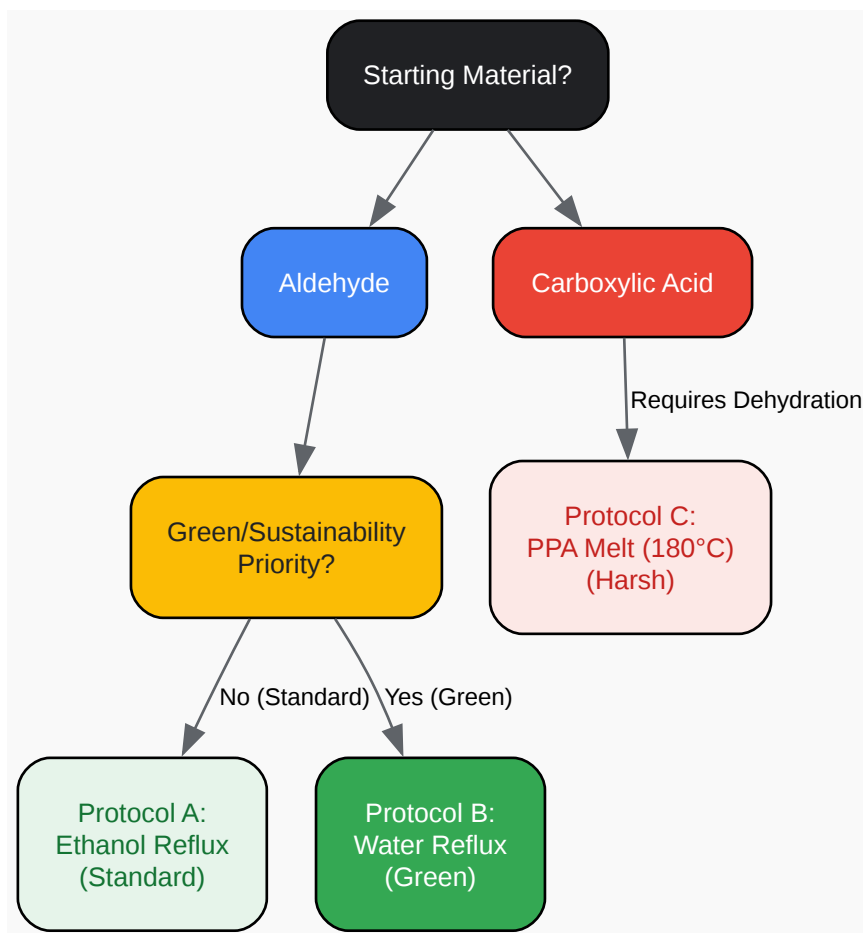 Starting Material?
Aldehyde
Carboxylic Acid
Requires Dehydration
Green/Sustainability
Priority?
Protocol C:
PPA Melt (180°C)
(Harsh)
No (Standard)
Yes (Green)
Protocol A:
Ethanol Reflux
(Standard)
Protocol B:
Water Reflux
(Green)